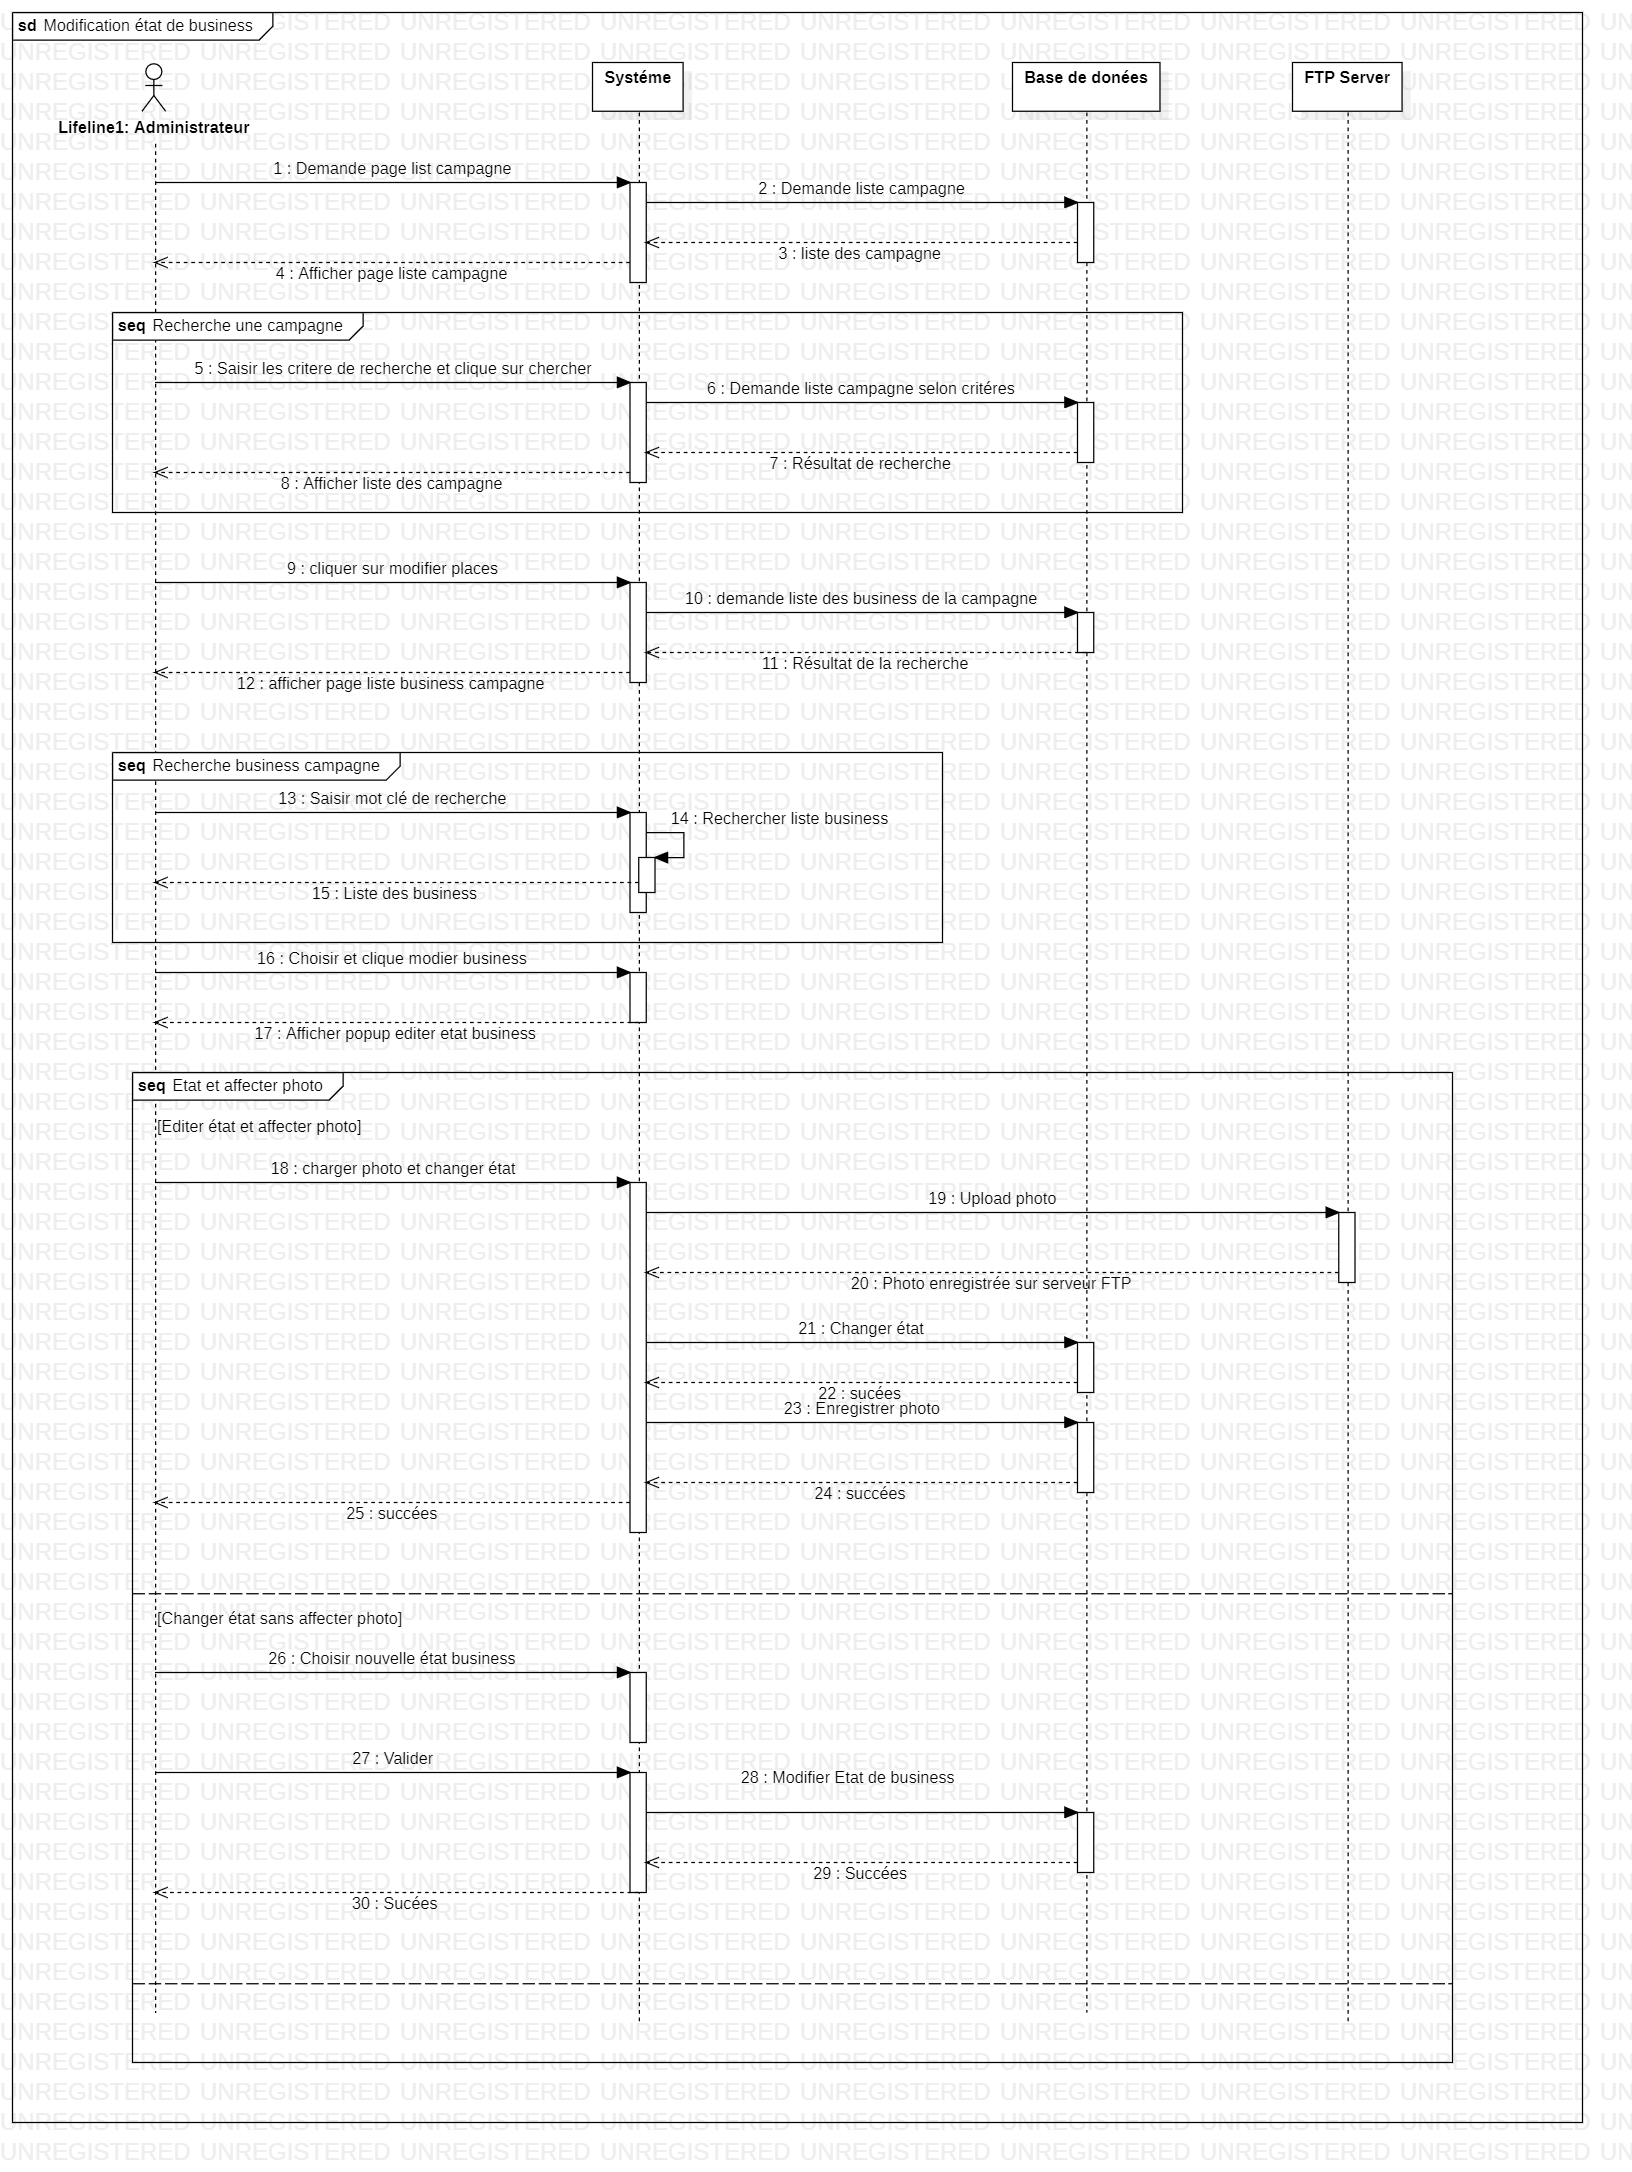 sd Modification état de business
Systéme
Base de donées
FTP Server
Lifeline1: Administrateur
1 : Demande page list campagne
2 : Demande liste campagne
3 : liste des campagne
4 : Afficher page liste campagne
seq Recherche une campagne
5 : Saisir les critere de recherche et clique sur chercher
6 : Demande liste campagne selon critéres
7 : Résultat de recherche
8 : Afficher liste des campagne
9 : cliquer sur modifier places
10 : demande liste des business de la campagne
11 : Résultat de la recherche
12 : afficher page liste business campagne
seq Recherche business campagne
13 : Saisir mot clé de recherche
14 : Rechercher liste business
15 : Liste des business
16 : Choisir et clique modier business
17 : Afficher popup editer etat business
seq Etat et affecter photo
[Editer état et affecter photo]
18 : charger photo et changer état
19 : Upload photo
20 : Photo enregistrée sur serveur FTP
21 : Changer état
22 : sucées
23 : Enregistrer photo
24 : succées
25 : succées
[Changer état sans affecter photo]
26 : Choisir nouvelle état business
27 : Valider
28 : Modifier Etat de business
29 : Succées
30 : Sucées
UNREGISTERED